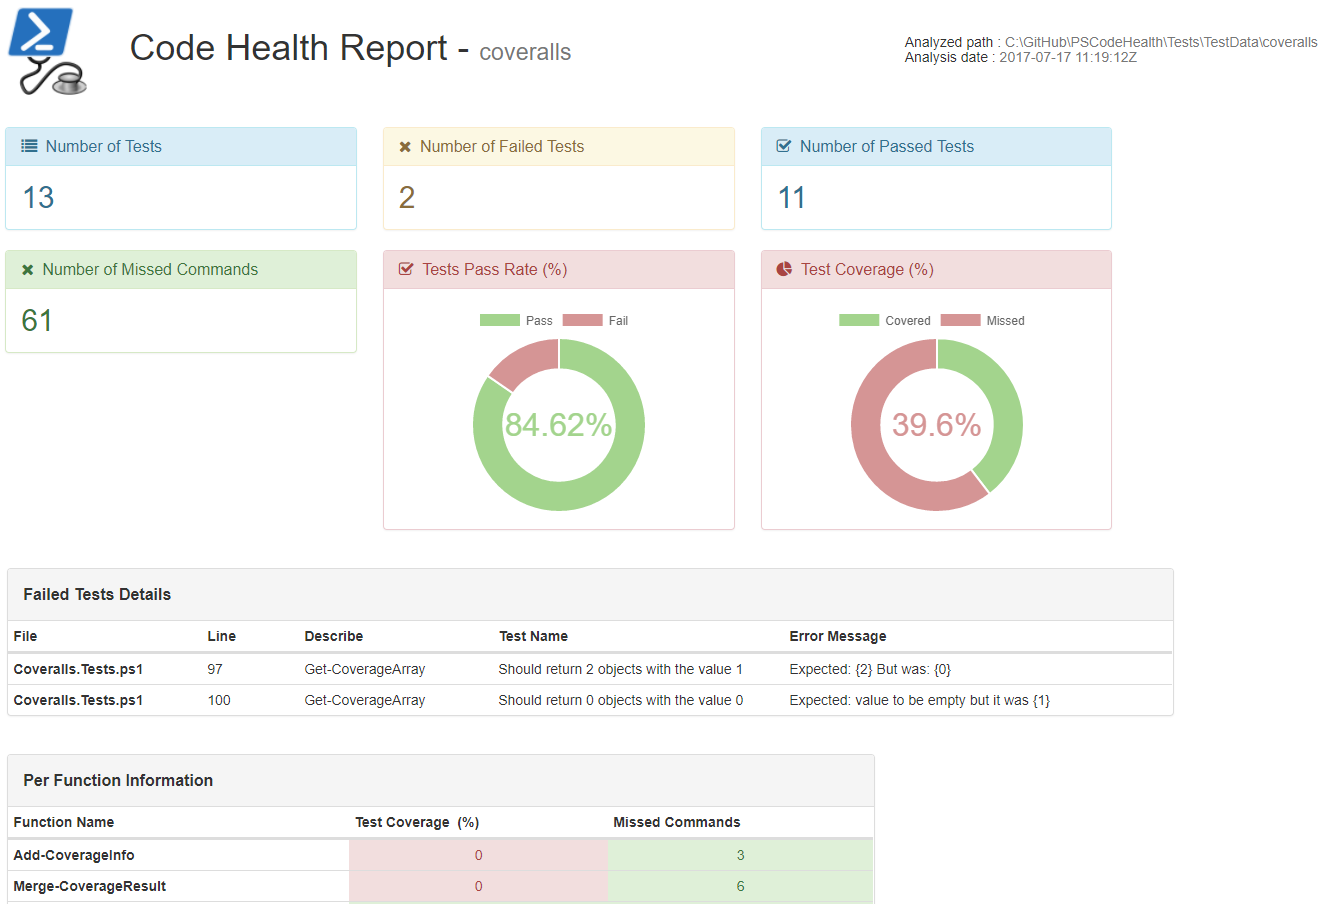 Code Health Report - coveralls
Analyzed path : C:\GitHub\PSCodeHealth\Tests\TestData\coveralls
Analysis date : 2017-07-17 11:19:12Z
Number of Tests
13
Number of Failed Tests
2
Number of Passed Tests
11
Number of Missed Commands
61
Tests Pass Rate (%)
Pass Fail
84.62%
Test Coverage (%)
Covered Missed
39.6%
Failed Tests Details
File Line Describe Test Name Error Message
Coveralls.Tests.ps1 97 Get-CoverageArray Should return 2 objects with the value 1 Expected: {2} But was: {0}
Coveralls.Tests.ps1 100 Get-CoverageArray Should return 0 objects with the value 0 Expected: value to be empty but it was {1}
Per Function Information
Function Name Test Coverage (%) Missed Commands
Add-CoverageInfo 0 3
Merge-CoverageResult 0 6